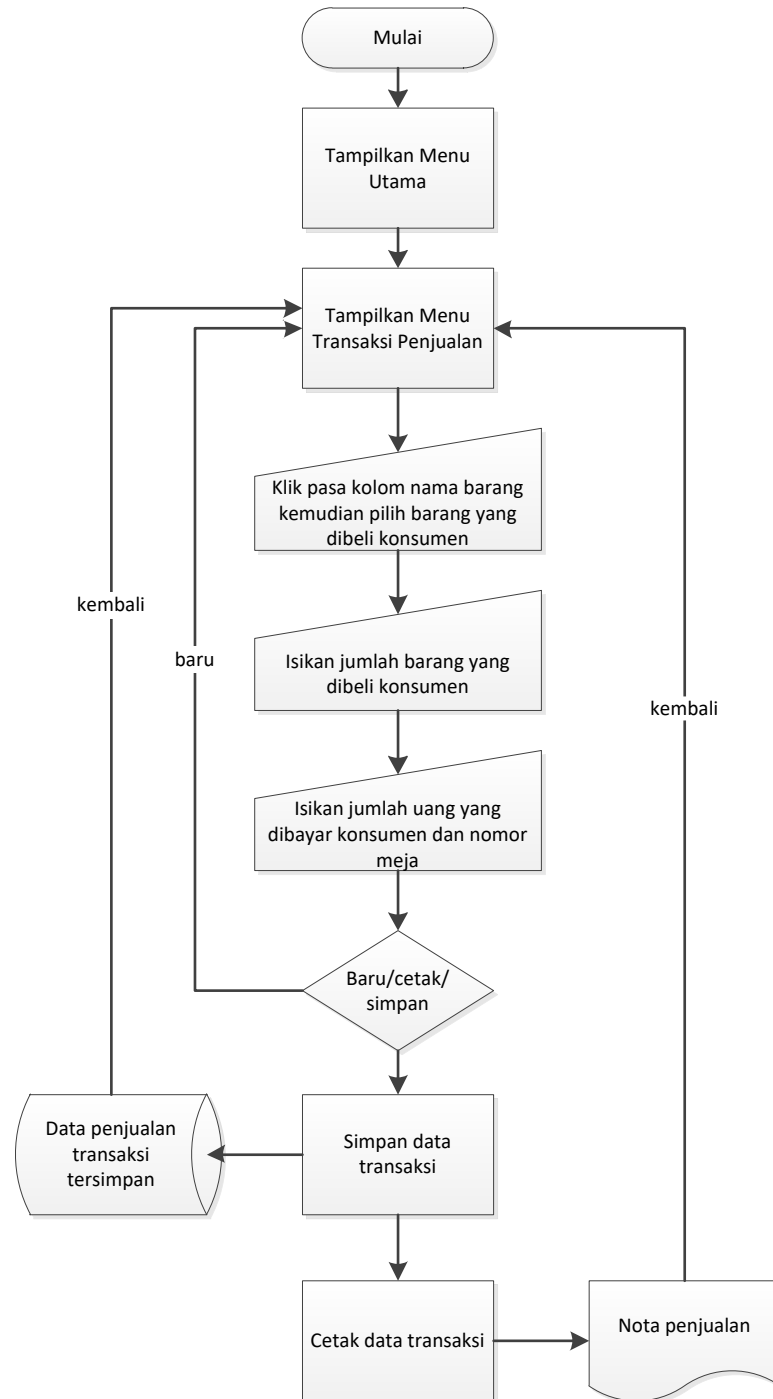 Mulai
Tampilkan Menu
Utama
Tampilkan Menu
Transaksi Penjualan
Klik pasa kolom nama barang
kemudian pilih barang yang
dibeli konsumen
kembali
baru
Isikan jumlah barang yang
dibeli konsumen
kembali
Isikan jumlah uang yang
dibayar konsumen dan nomor
meja
Baru/cetak/
simpan
Data penjualan
transaksi
tersimpan
Simpan data
transaksi
Cetak data transaksi
Nota penjualan